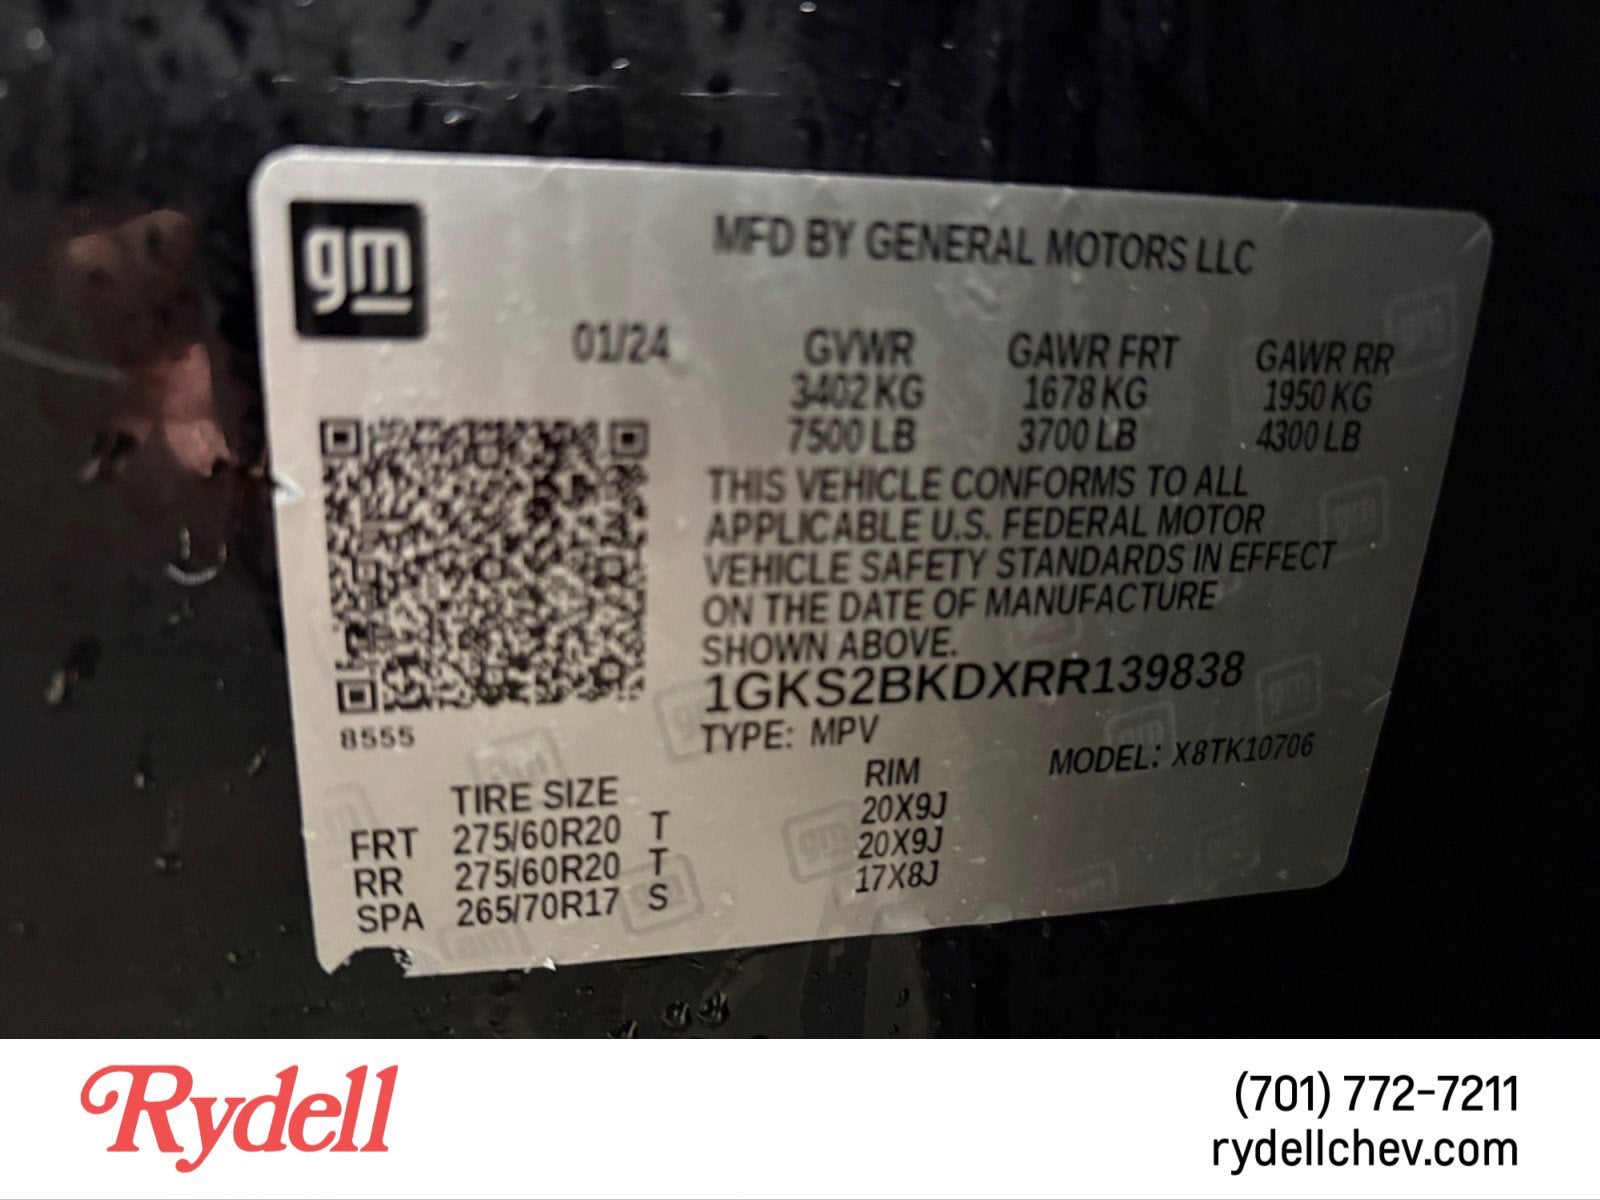 gm
MFD BY GENERAL MOTORS LLC
01/24
GVWR GAWR FRT GAWR RR
3402 KG 1678 KG 1950 KG
7500 LB 3700 LB 4300 LB
THIS VEHICLE CONFORMS TO ALL
APPLICABLE U.S. FEDERAL MOTOR
VEHICLE SAFETY STANDARDS IN EFFECT
ON THE DATE OF MANUFACTURE
SHOWN ABOVE.
1GKS2BKDXRR139838
8555
TYPE: MPV MODEL: X8TK10706
TIRE SIZE RIM
FRT 275/60R20 T 20X9J
RR 275/60R20 T 20X9J
SPA 265/70R17 S 17X8J
Rydell
(701) 772-7211
rydellchev.com